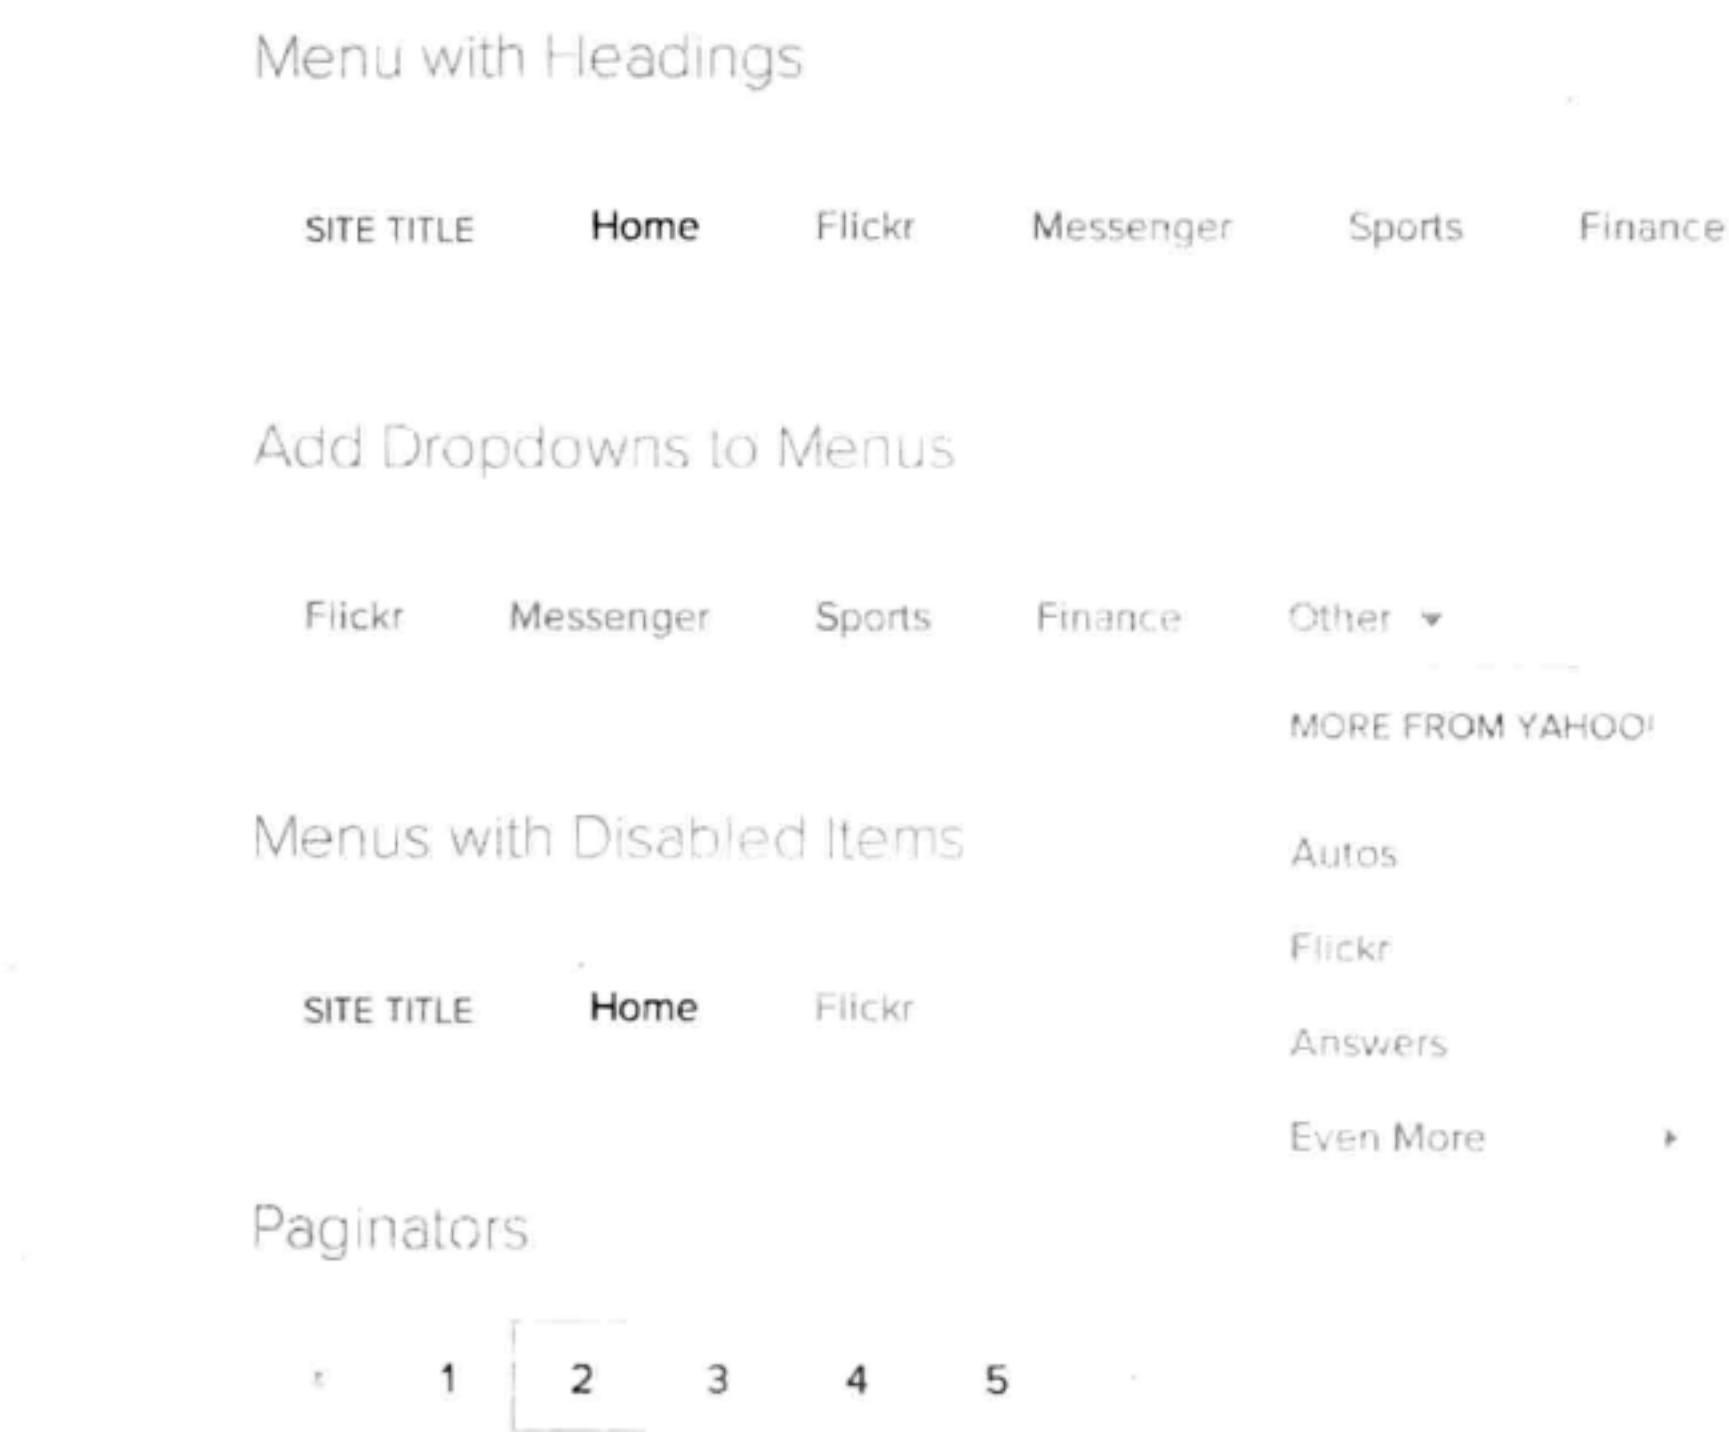 Menu with Headings
SITE TITLE Home Flickr Messenger Sports Finance
Add Dropdowns to Menus
Flickr Messenger Sports Finance Other
MORE FROM YAHOO!
Menus with Disabled Items
Autos
Flickr
SITE TITLE Home Flickr
Answers
Even More
Paginators
1 2 3 4 5